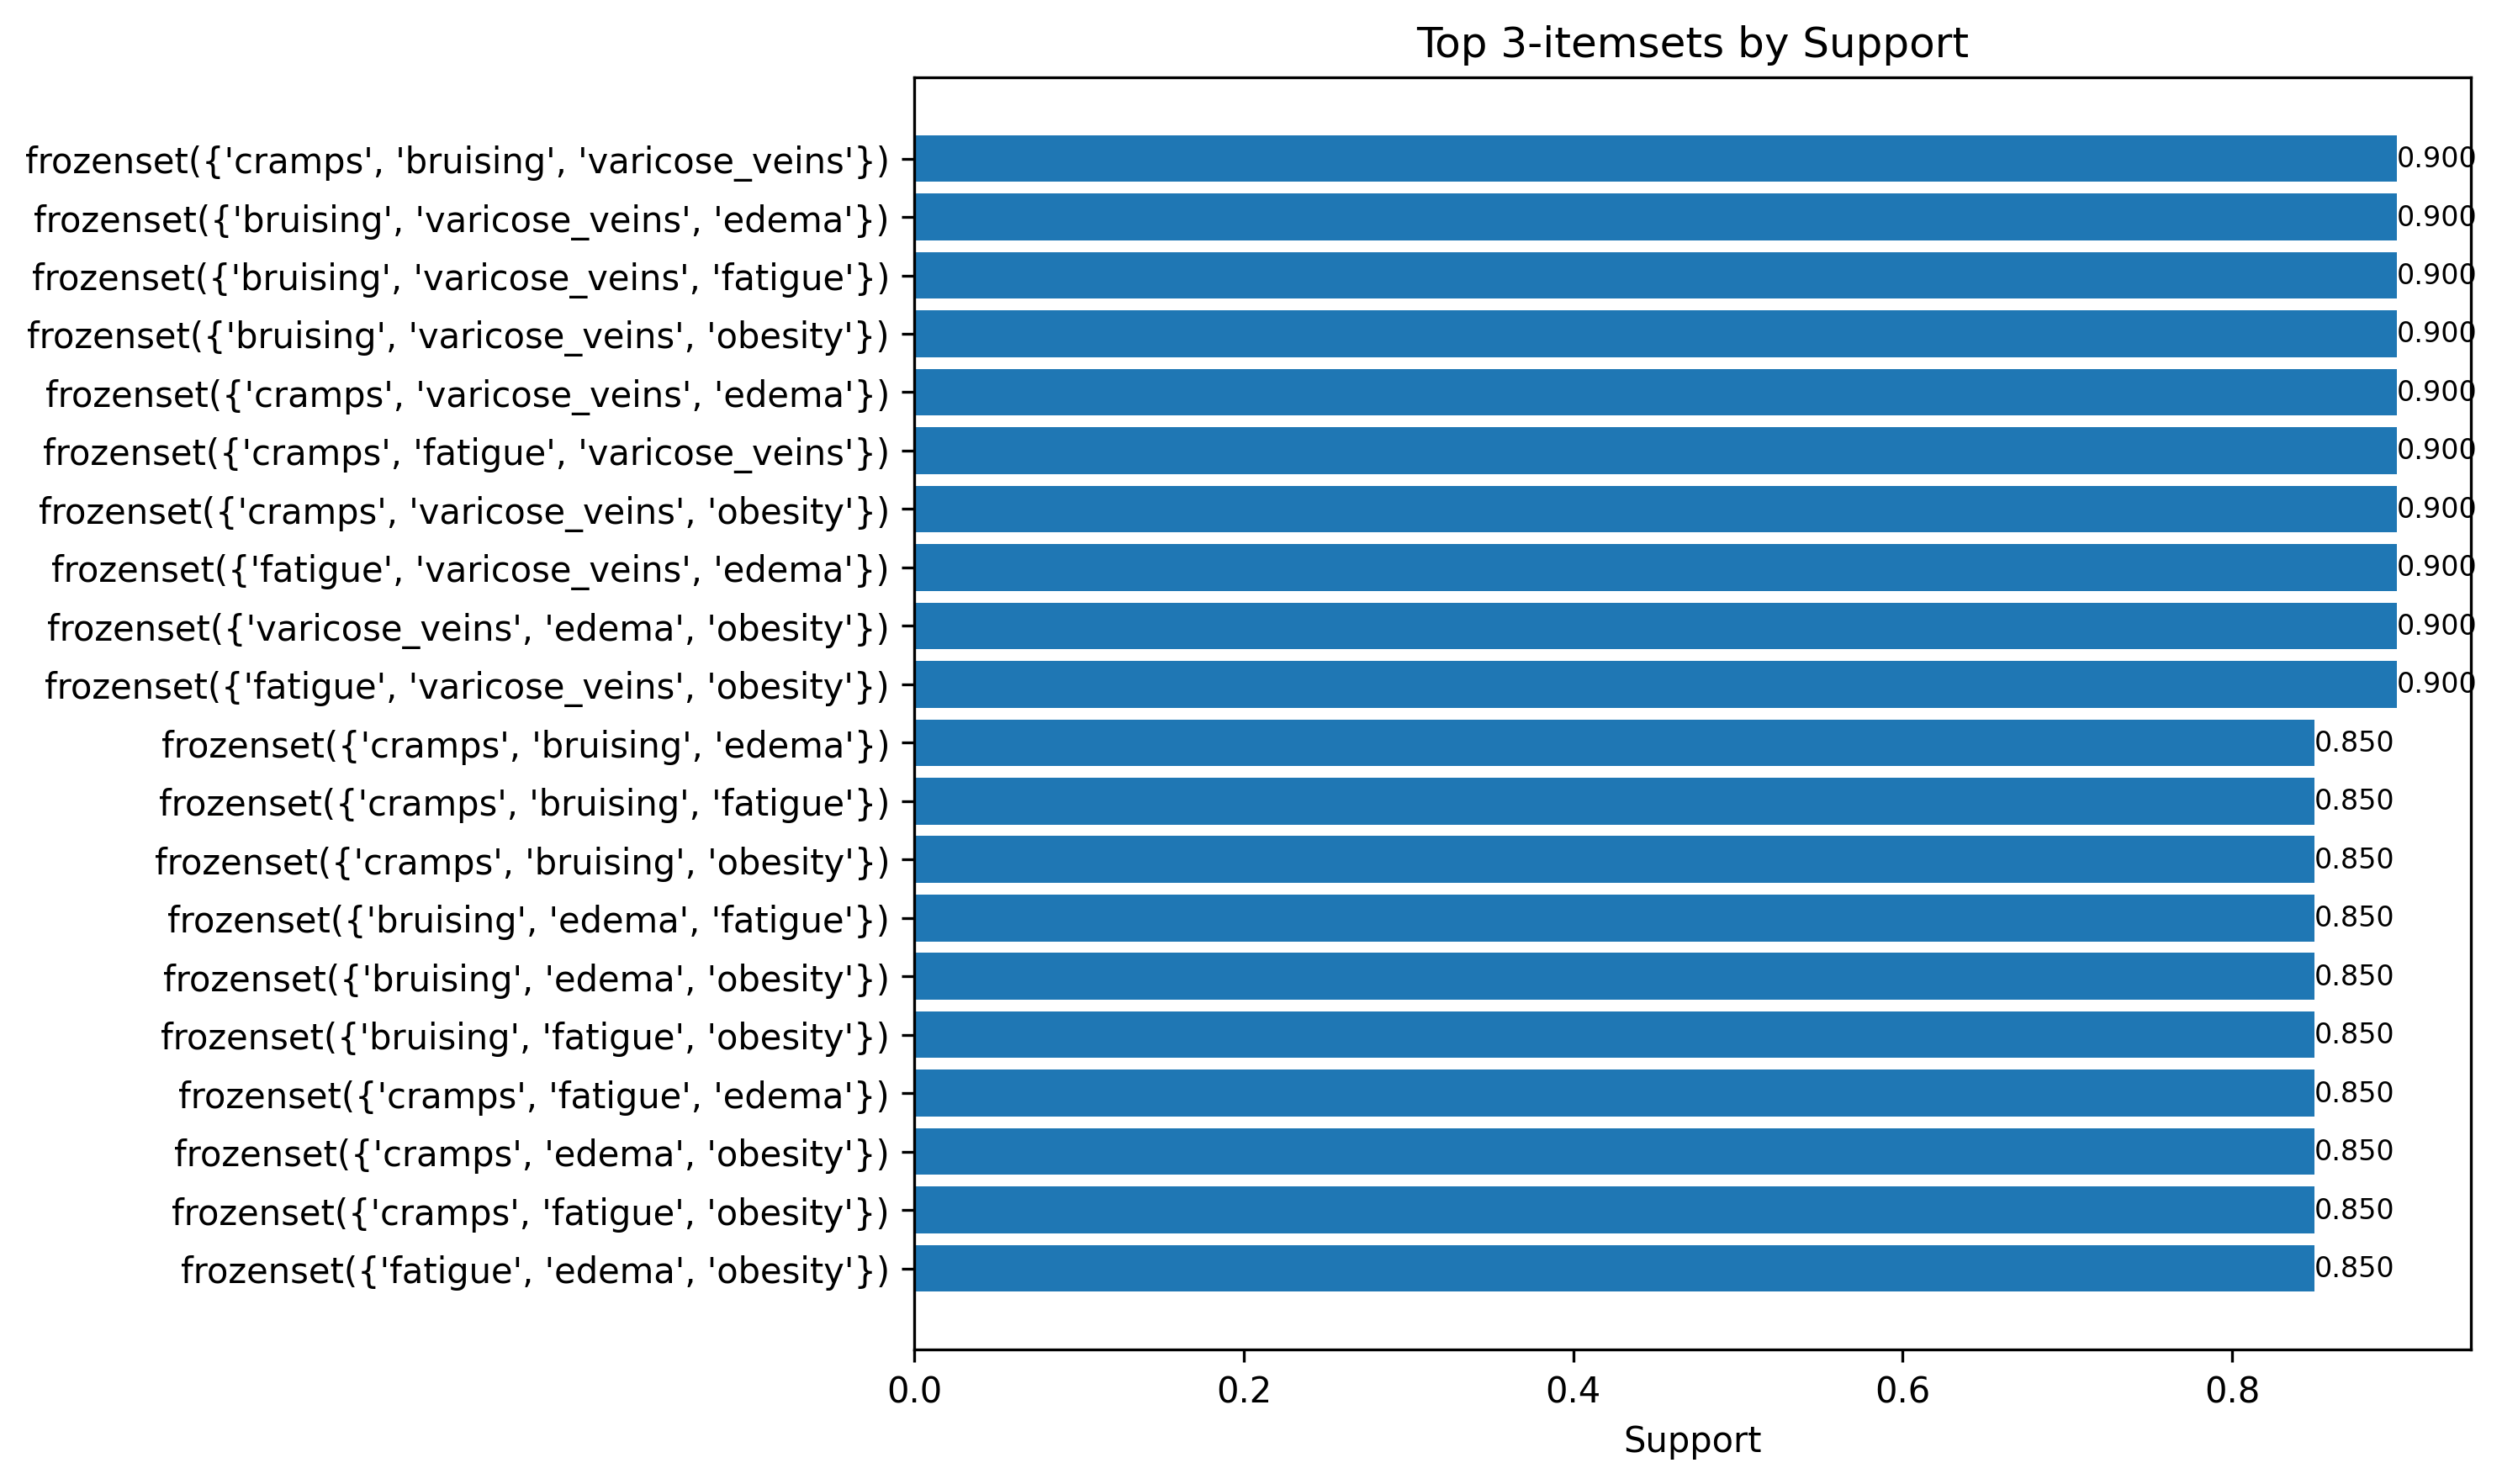 Top 3-itemsets by Support
frozenset({'cramps', 'bruising', 'varicose_veins'}) 0.900
frozenset({'bruising', 'varicose_veins', 'edema'}) 0.900
frozenset({'bruising', 'varicose_veins', 'fatigue'}) 0.900
frozenset({'bruising', 'varicose_veins', 'obesity'}) 0.900
frozenset({'cramps', 'varicose_veins', 'edema'}) 0.900
frozenset({'cramps', 'fatigue', 'varicose_veins'}) 0.900
frozenset({'cramps', 'varicose_veins', 'obesity'}) 0.900
frozenset({'fatigue', 'varicose_veins', 'edema'}) 0.900
frozenset({'varicose_veins', 'edema', 'obesity'}) 0.900
frozenset({'fatigue', 'varicose_veins', 'obesity'}) 0.900
frozenset({'cramps', 'bruising', 'edema'}) 0.850
frozenset({'cramps', 'bruising', 'fatigue'}) 0.850
frozenset({'cramps', 'bruising', 'obesity'}) 0.850
frozenset({'bruising', 'edema', 'fatigue'}) 0.850
frozenset({'bruising', 'edema', 'obesity'}) 0.850
frozenset({'bruising', 'fatigue', 'obesity'}) 0.850
frozenset({'cramps', 'fatigue', 'edema'}) 0.850
frozenset({'cramps', 'edema', 'obesity'}) 0.850
frozenset({'cramps', 'fatigue', 'obesity'}) 0.850
frozenset({'fatigue', 'edema', 'obesity'}) 0.850
0.0 0.2 0.4 0.6 0.8
Support